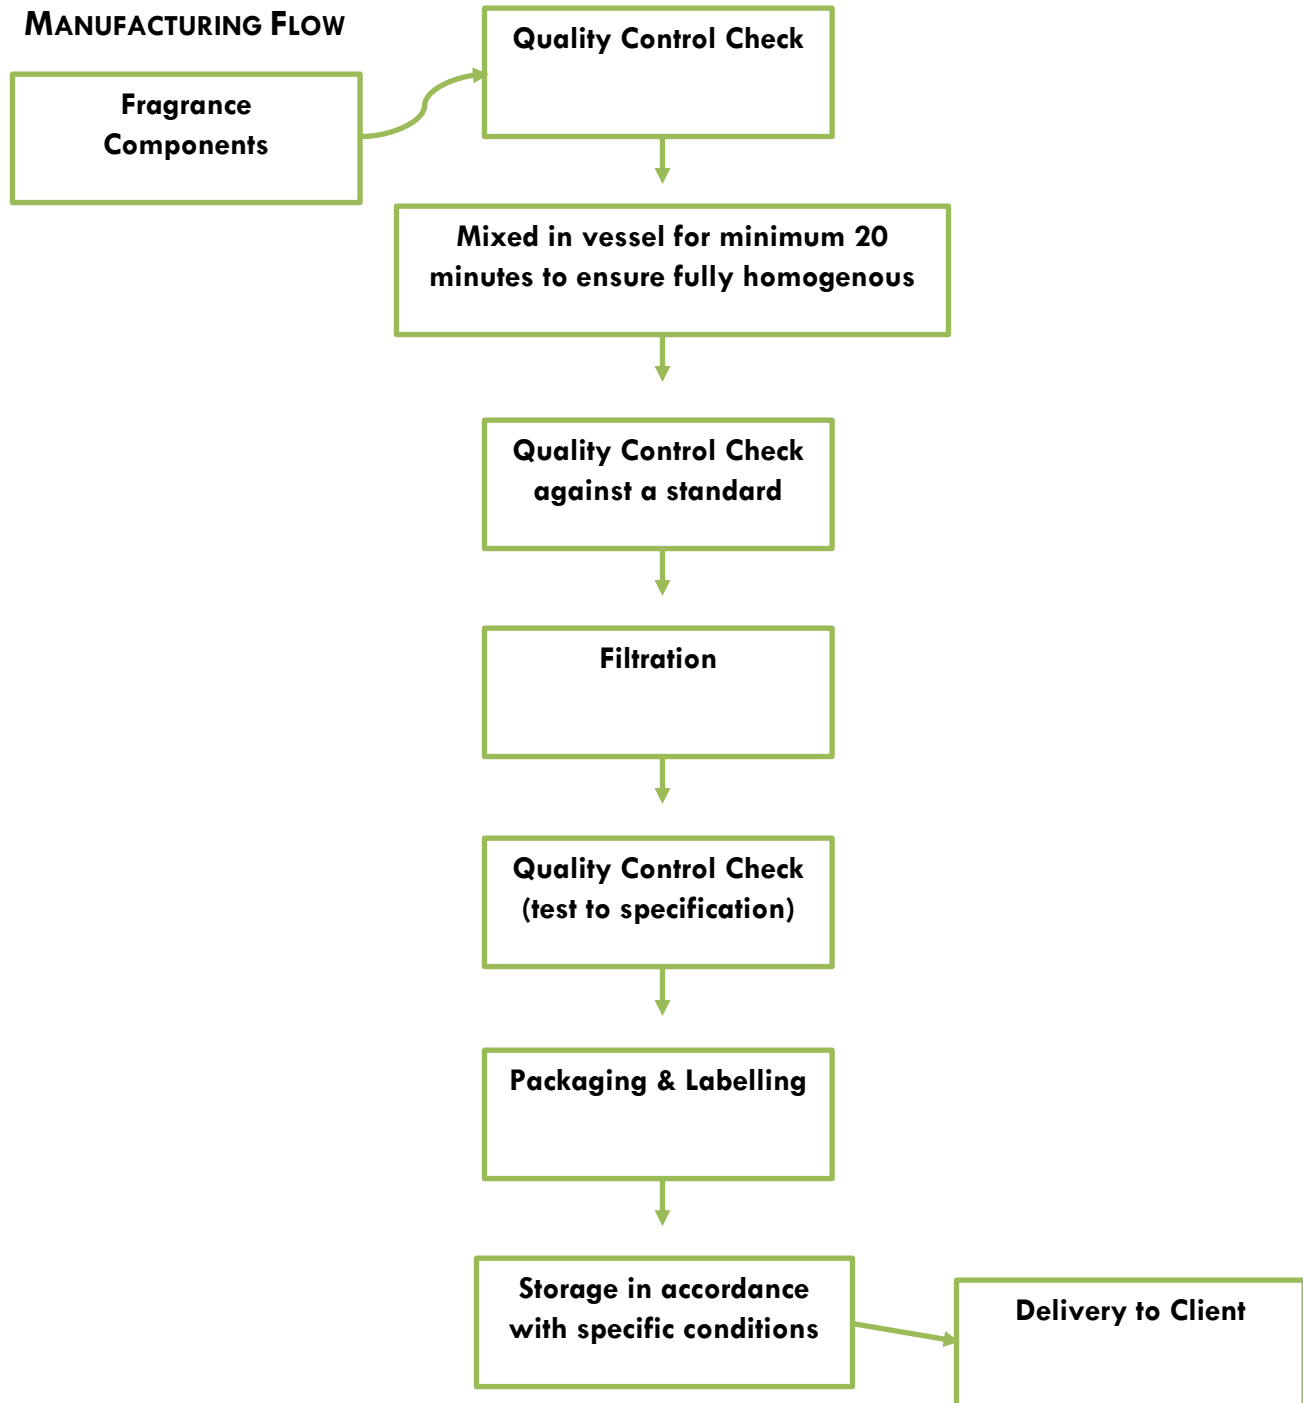 MANUFACTURING FLOW
Fragrance
Components
Quality Control Check
Mixed in vessel for minimum 20
minutes to ensure fully homogenous
Quality Control Check
against a standard
Filtration
Quality Control Check
(test to specification)
Packaging & Labelling
Storage in accordance
with specific conditions
Delivery to Client